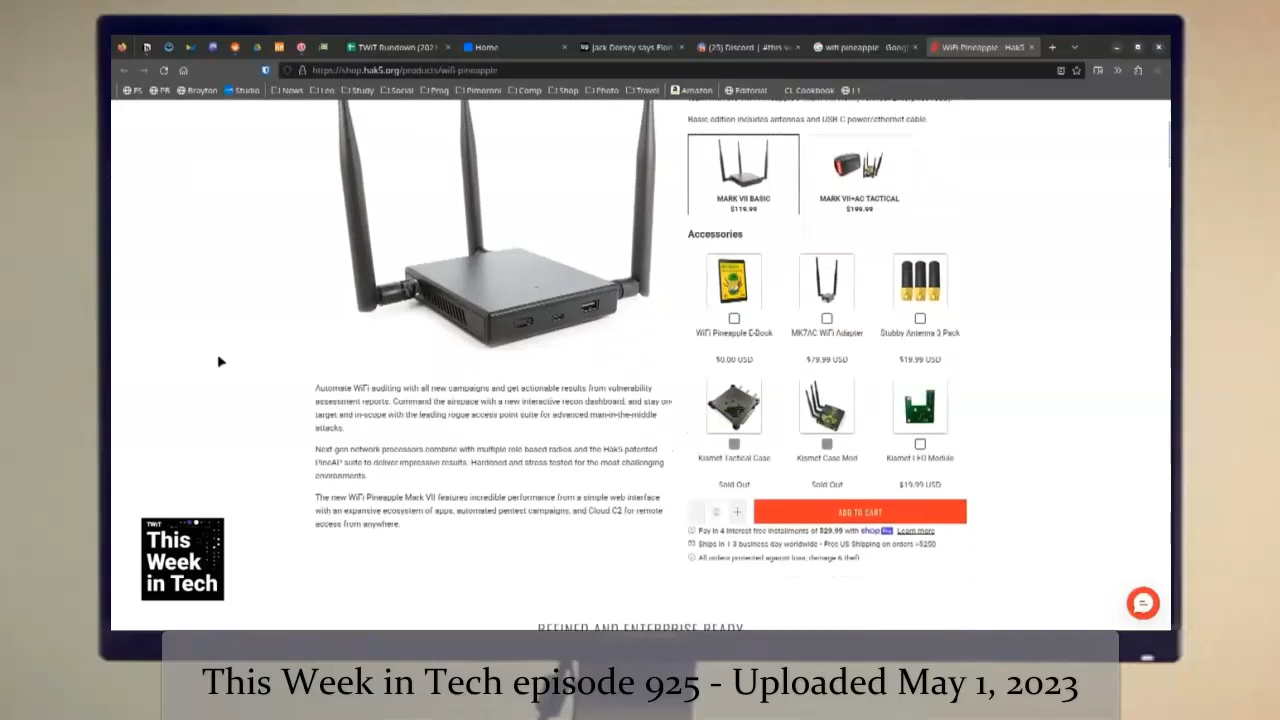 TWiT Rundown (2021
Home
Jack Dorsey says Elon
(25) Discord | #this w
wifi pineapple - Googl
WiFi Pineapple - Hak5
https://shop.hak5.org/products/wifi-pineapple
FS
PB
Brayton
Studio
News
Leo
Study
Social
Prog
Pimoroni
Comp
Shop
Photo
Travel
Amazon
Editorial
CL Cookbook
Basic edition includes antennas and USB-C power/ethernet cable.
MARK VII BASIC
$119.99
MARK VII+AC TACTICAL
$199.99
Accessories
WiFi Pineapple E-Book
MK7AC WiFi Adapter
Stubby Antenna 3 Pack
$0.00 USD
$79.99 USD
$19.99 USD
Kismet Tactical Case
Kismet Case Mod
Kismet LED Module
Sold Out
Sold Out
$19.99 USD
ADD TO CART
Pay in 4 interest free installments of $29.99 with shop Pay Learn more
Ships in 1-3 business day worldwide - Free US Shipping on orders >$250
All orders protected against loss, damage & theft
Automate WiFi auditing with all new campaigns and get actionable results from vulnerability
assessment reports. Command the airspace with a new interactive recon dashboard, and stay on-
target and in-scope with the leading rogue access point suite for advanced man-in-the-middle
attacks.
Next-gen network processors combine with multiple role-based radios and the Hak5 patented
PineAP suite to deliver impressive results. Hardened and stress tested for the most challenging
environments.
The new WiFi Pineapple Mark VII features incredible performance from a simple web interface
with an expansive ecosystem of apps, automated pentest campaigns, and Cloud C2 for remote
access from anywhere.
TWiT
This
Week
in Tech
REFINED AND ENTERPRISE READY
This Week in Tech episode 925 - Uploaded May 1, 2023